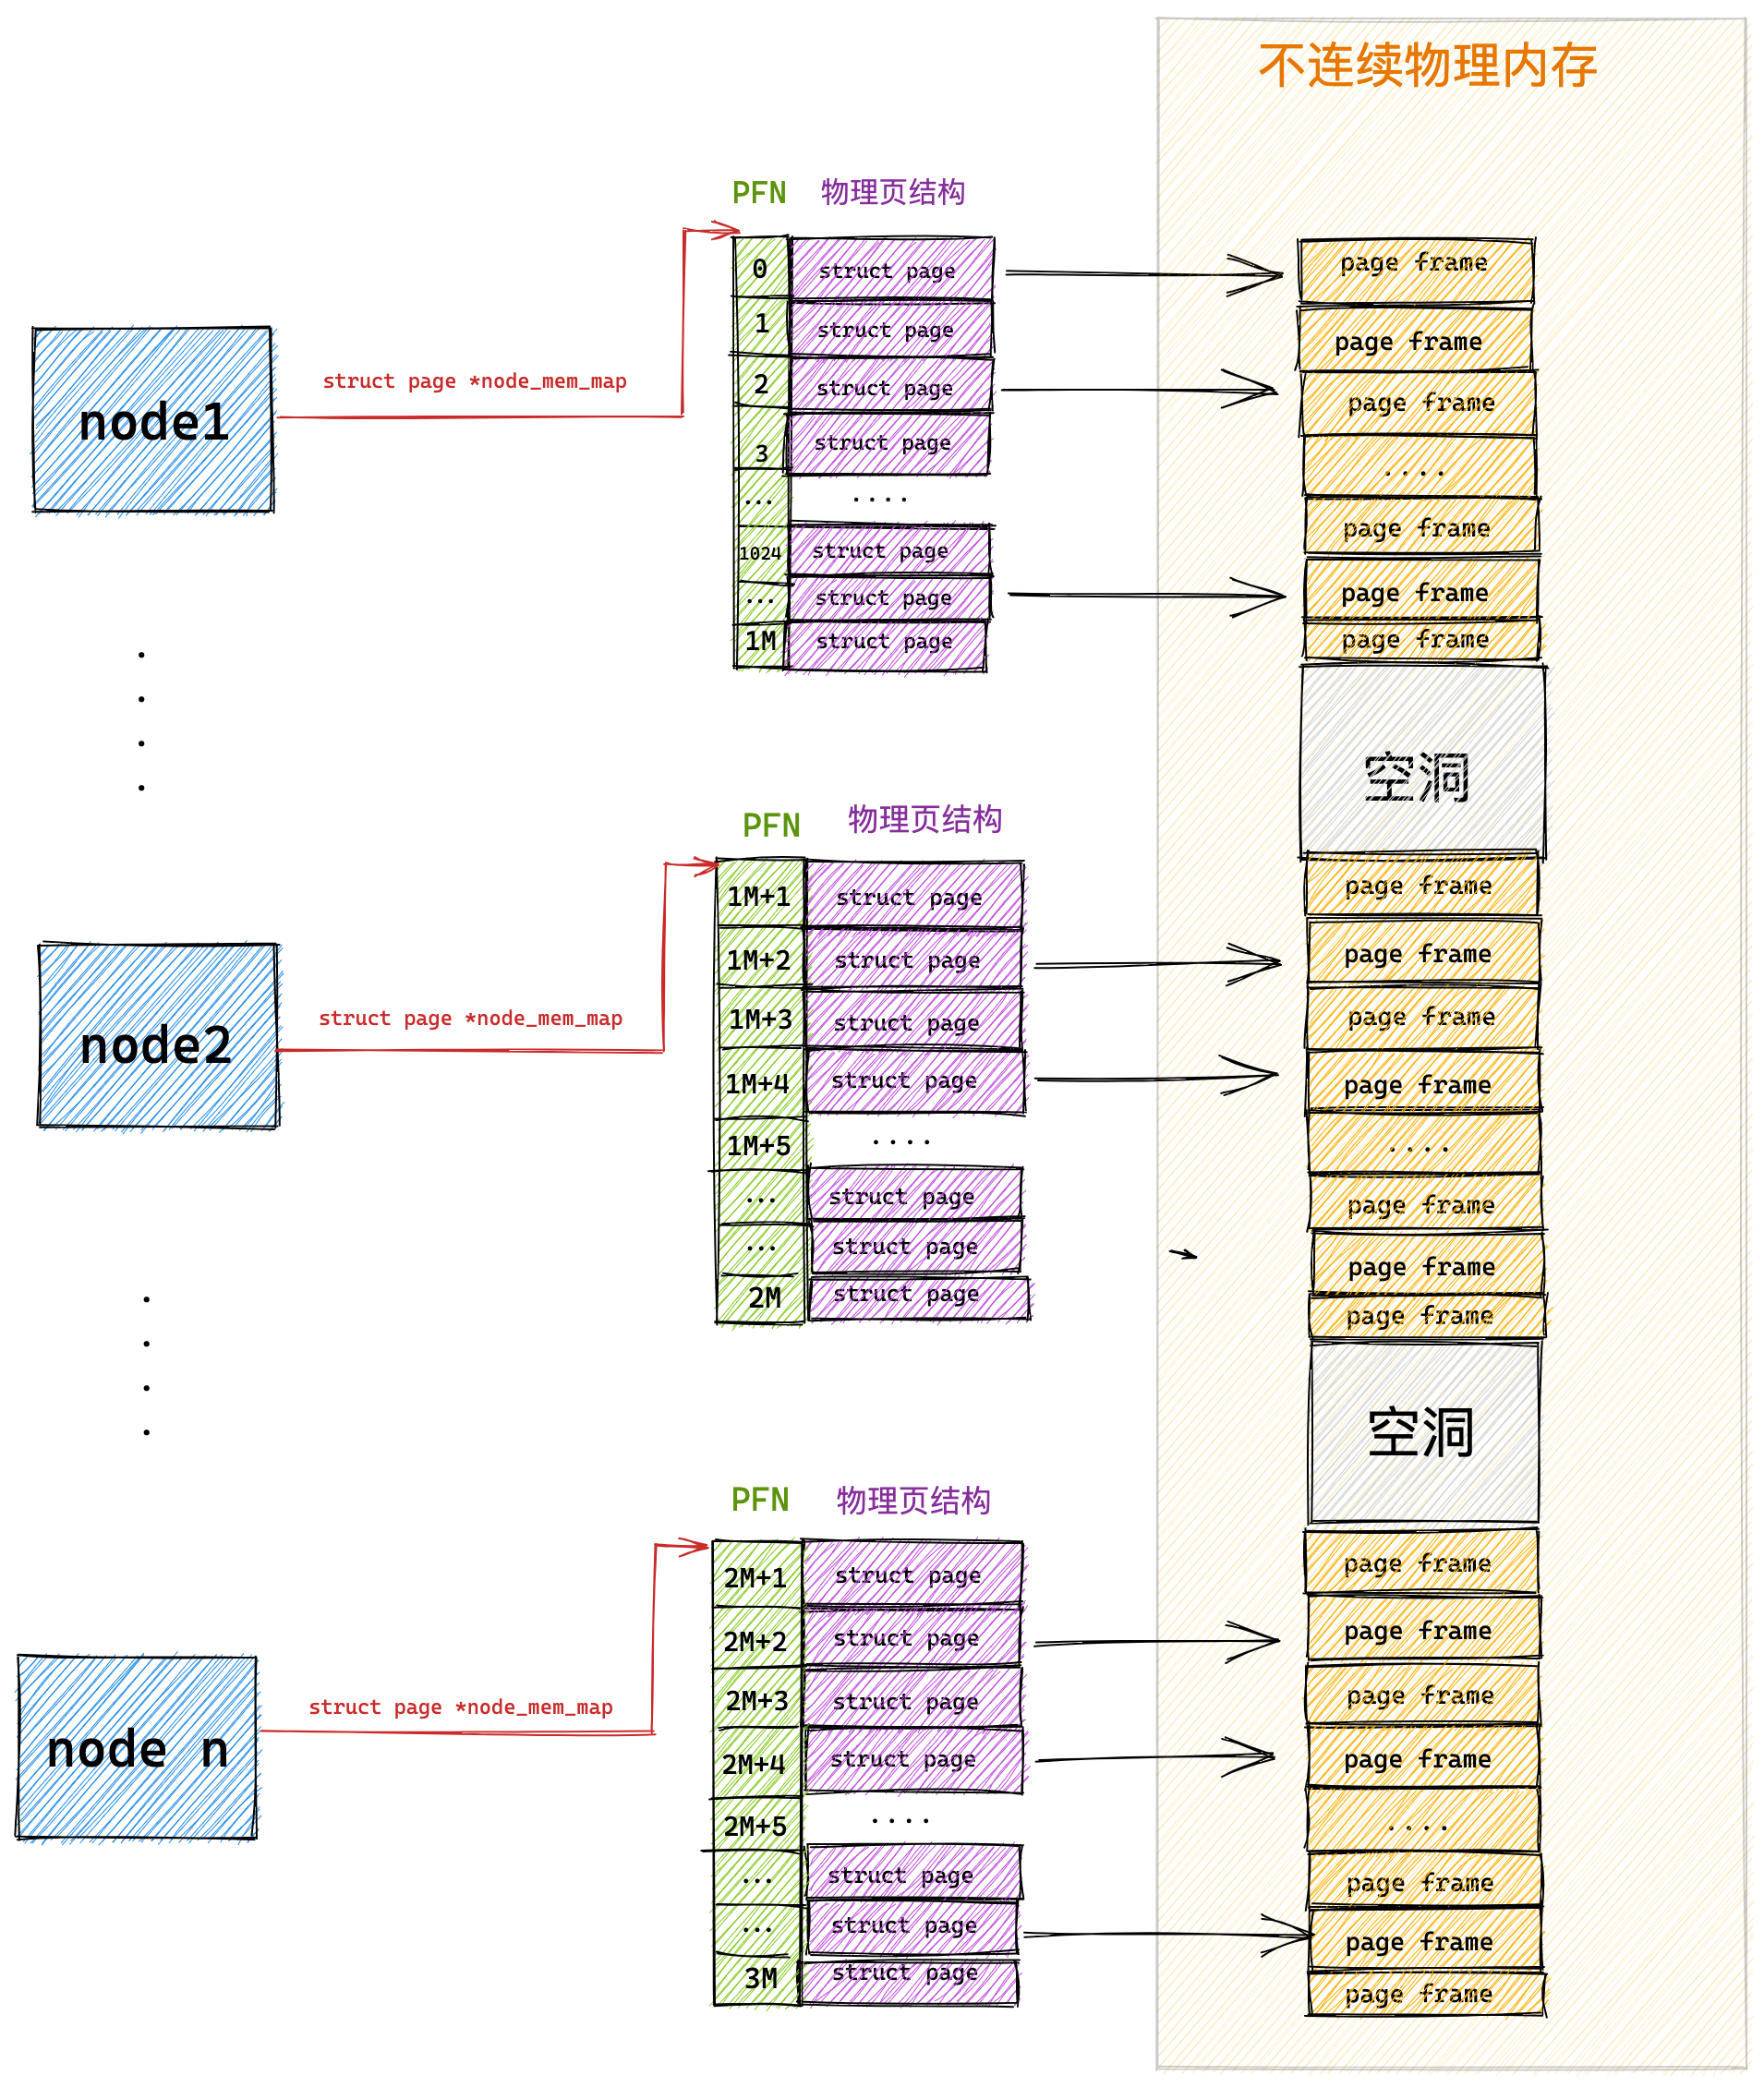 不连续物理内存
PFN 物理页结构
0 struct page page frame
1 struct page page frame
struct page *node_mem_map
2 struct page page frame
node1
3 struct page ....
... ....
page frame
1024 struct page
... struct page page frame
1M struct page page frame
空洞
PFN 物理页结构
1M+1 struct page page frame
1M+2 struct page page frame
struct page *node_mem_map
1M+3 struct page page frame
node2
1M+4 struct page page frame
1M+5 .... ....
... struct page page frame
... struct page page frame
2M struct page page frame
空洞
PFN 物理页结构
2M+1 struct page page frame
2M+2 struct page page frame
struct page *node_mem_map
2M+3 struct page page frame
node n
2M+4 struct page page frame
2M+5 .... ....
... struct page page frame
... struct page page frame
3M struct page page frame